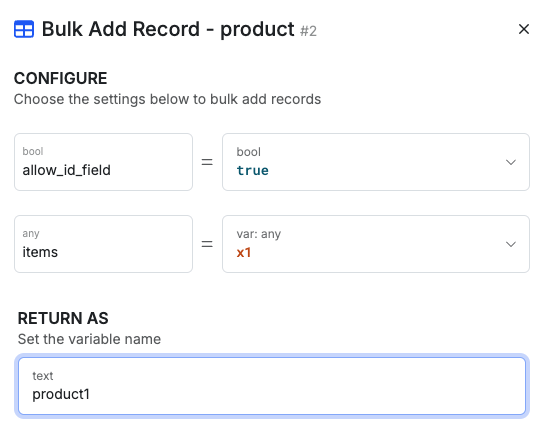 Bulk Add Record - product #2
CONFIGURE
Choose the settings below to bulk add records
bool
allow_id_field
=
bool
true
any
items
=
var: any
x1
RETURN AS
Set the variable name
text
product1